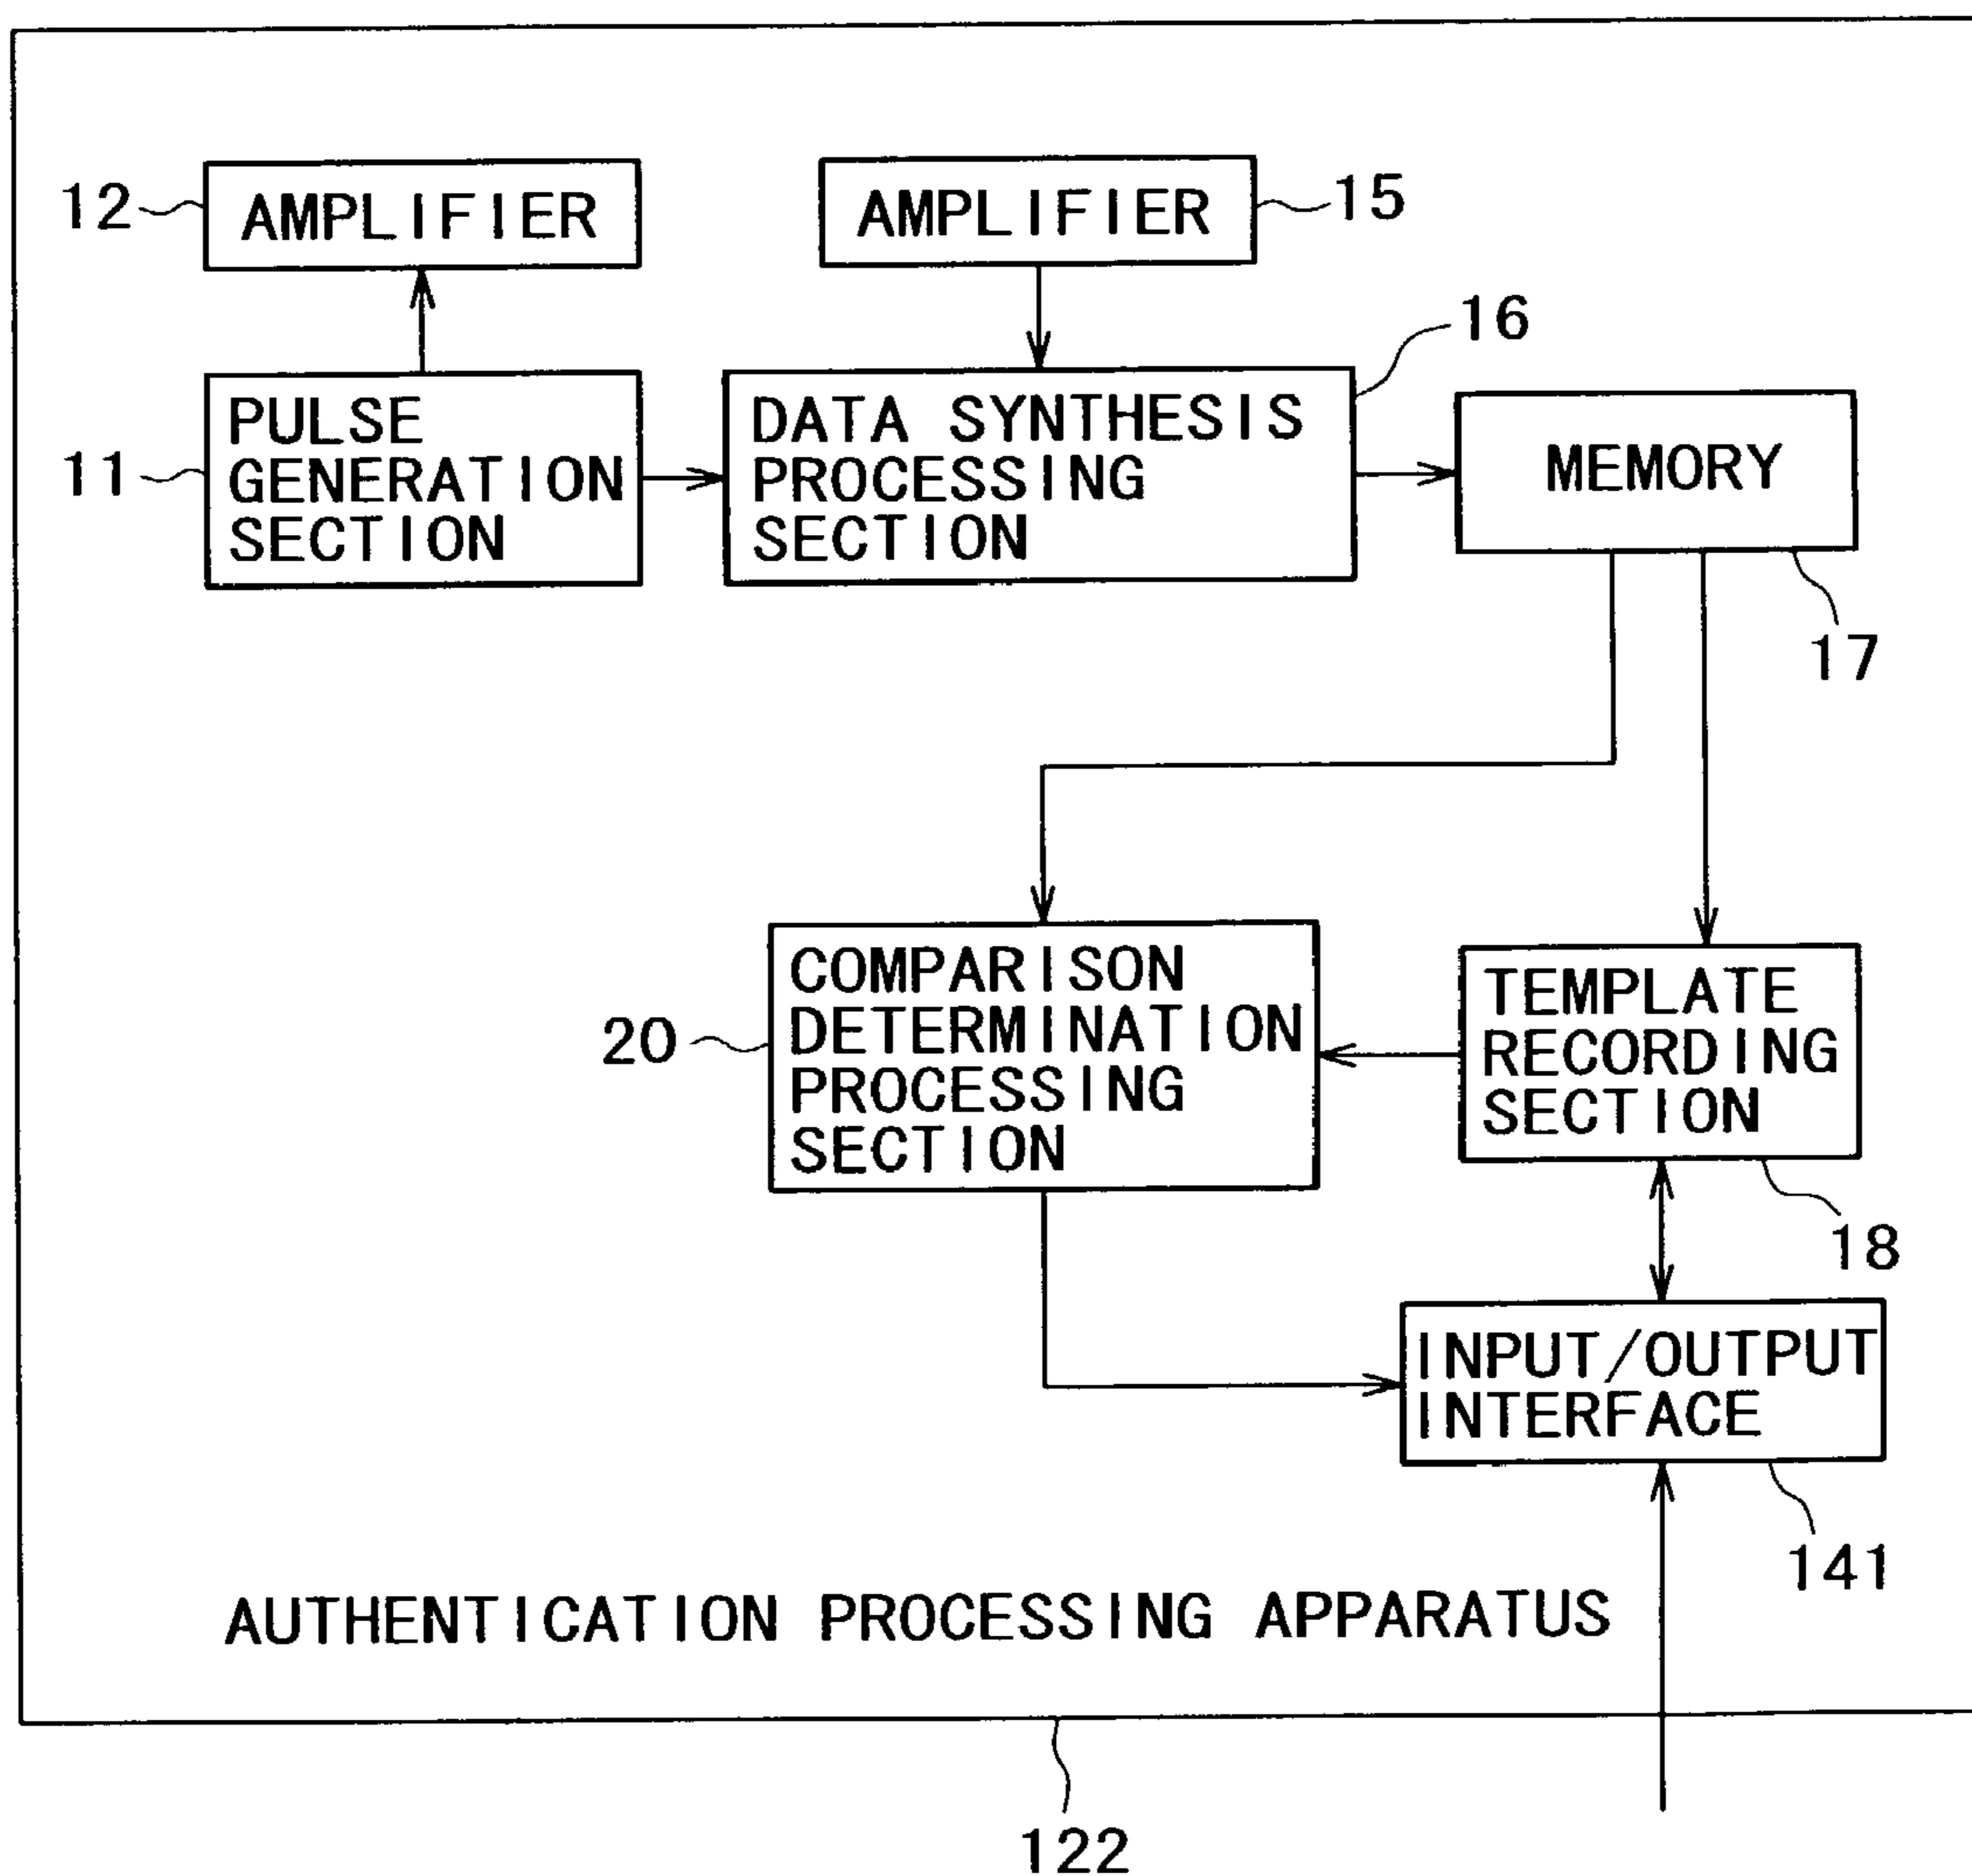 12
AMPLIFIER
AMPLIFIER
15
16
11
PULSE
GENERATION
SECTION
DATA SYNTHESIS
PROCESSING
SECTION
MEMORY
17
20
COMPARISON
DETERMINATION
PROCESSING
SECTION
TEMPLATE
RECORDING
SECTION
18
INPUT/OUTPUT
INTERFACE
141
AUTHENTICATION PROCESSING APPARATUS
122